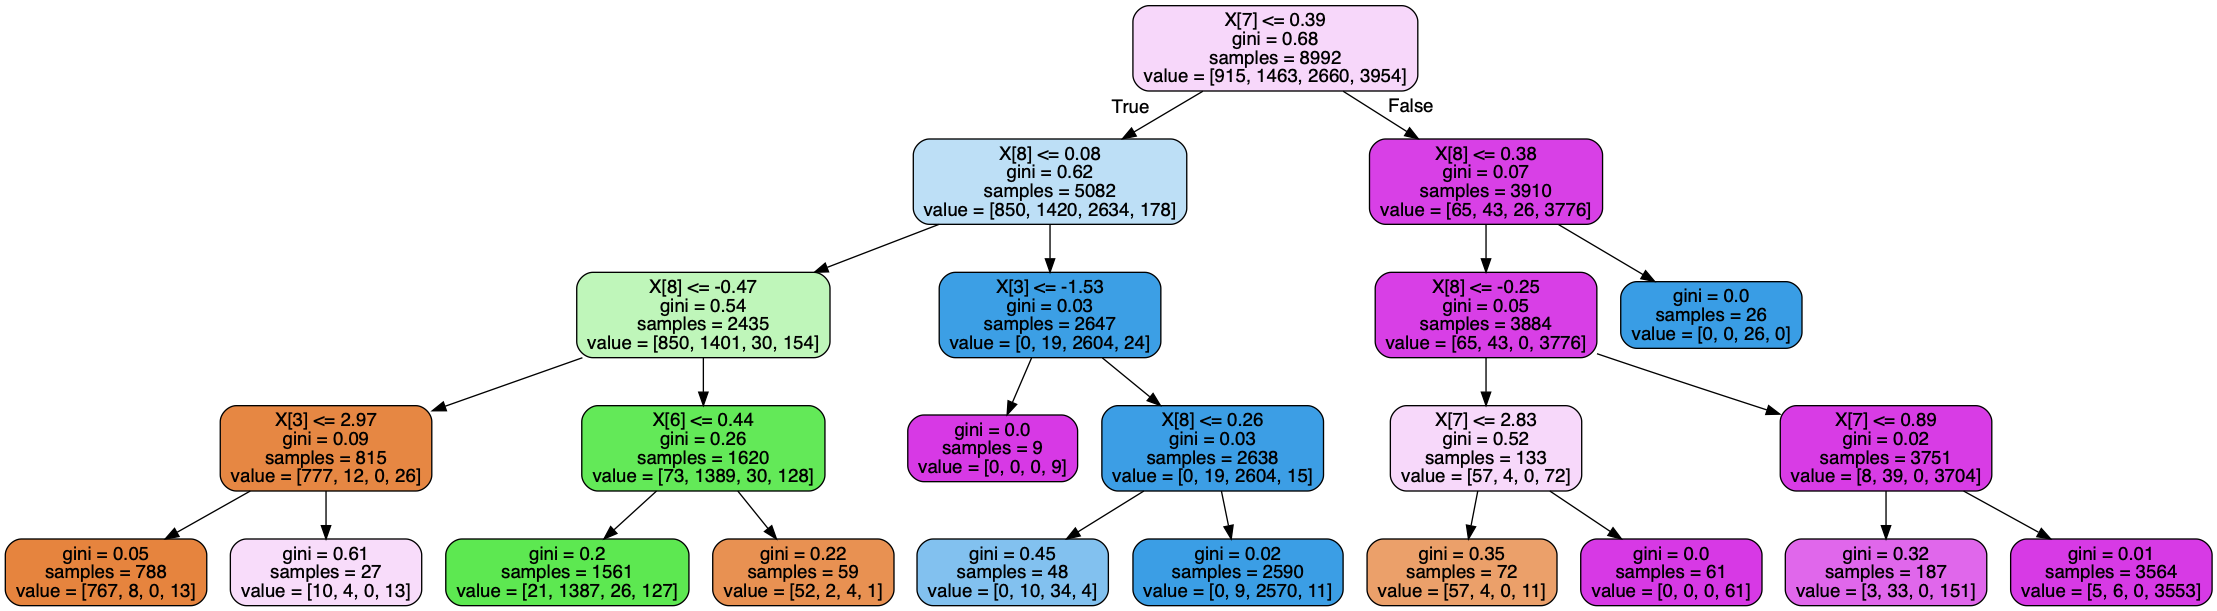 X[7] <= 0.39
gini = 0.68
samples = 8992
value = [915, 1463, 2660, 3954]
True
False
X[8] <= 0.08
gini = 0.62
samples = 5082
value = [850, 1420, 2634, 178]
X[8] <= 0.38
gini = 0.07
samples = 3910
value = [65, 43, 26, 3776]
X[8] <= -0.47
gini = 0.54
samples = 2435
value = [850, 1401, 30, 154]
X[3] <= -1.53
gini = 0.03
samples = 2647
value = [0, 19, 2604, 24]
X[8] <= -0.25
gini = 0.05
samples = 3884
value = [65, 43, 0, 3776]
gini = 0.0
samples = 26
value = [0, 0, 26, 0]
X[3] <= 2.97
gini = 0.09
samples = 815
value = [777, 12, 0, 26]
X[6] <= 0.44
gini = 0.26
samples = 1620
value = [73, 1389, 30, 128]
gini = 0.0
samples = 9
value = [0, 0, 0, 9]
X[8] <= 0.26
gini = 0.03
samples = 2638
value = [0, 19, 2604, 15]
X[7] <= 2.83
gini = 0.52
samples = 133
value = [57, 4, 0, 72]
X[7] <= 0.89
gini = 0.02
samples = 3751
value = [8, 39, 0, 3704]
gini = 0.05
samples = 788
value = [767, 8, 0, 13]
gini = 0.61
samples = 27
value = [10, 4, 0, 13]
gini = 0.2
samples = 1561
value = [21, 1387, 26, 127]
gini = 0.22
samples = 59
value = [52, 2, 4, 1]
gini = 0.45
samples = 48
value = [0, 10, 34, 4]
gini = 0.02
samples = 2590
value = [0, 9, 2570, 11]
gini = 0.35
samples = 72
value = [57, 4, 0, 11]
gini = 0.0
samples = 61
value = [0, 0, 0, 61]
gini = 0.32
samples = 187
value = [3, 33, 0, 151]
gini = 0.01
samples = 3564
value = [5, 6, 0, 3553]